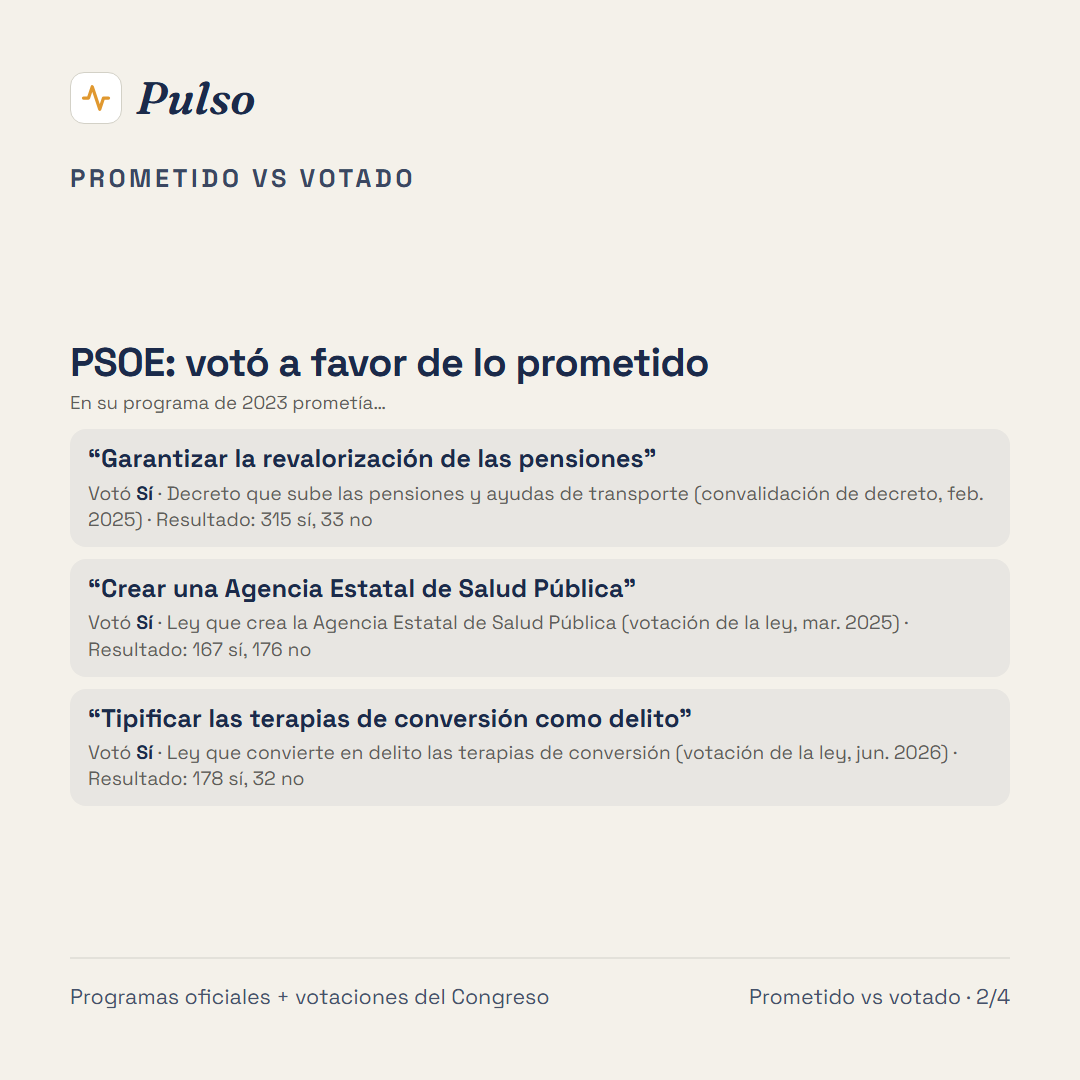 Pulso
PROMETIDO VS VOTADO
PSOE: votó a favor de lo prometido
En su programa de 2023 prometía…
“Garantizar la revalorización de las pensiones”
Votó Sí · Decreto que sube las pensiones y ayudas de transporte (convalidación de decreto, feb.
2025) · Resultado: 315 sí, 33 no
“Crear una Agencia Estatal de Salud Pública”
Votó Sí · Ley que crea la Agencia Estatal de Salud Pública (votación de la ley, mar. 2025) ·
Resultado: 167 sí, 176 no
“Tipificar las terapias de conversión como delito”
Votó Sí · Ley que convierte en delito las terapias de conversión (votación de la ley, jun. 2026) ·
Resultado: 178 sí, 32 no
Programas oficiales + votaciones del Congreso
Prometido vs votado · 2/4